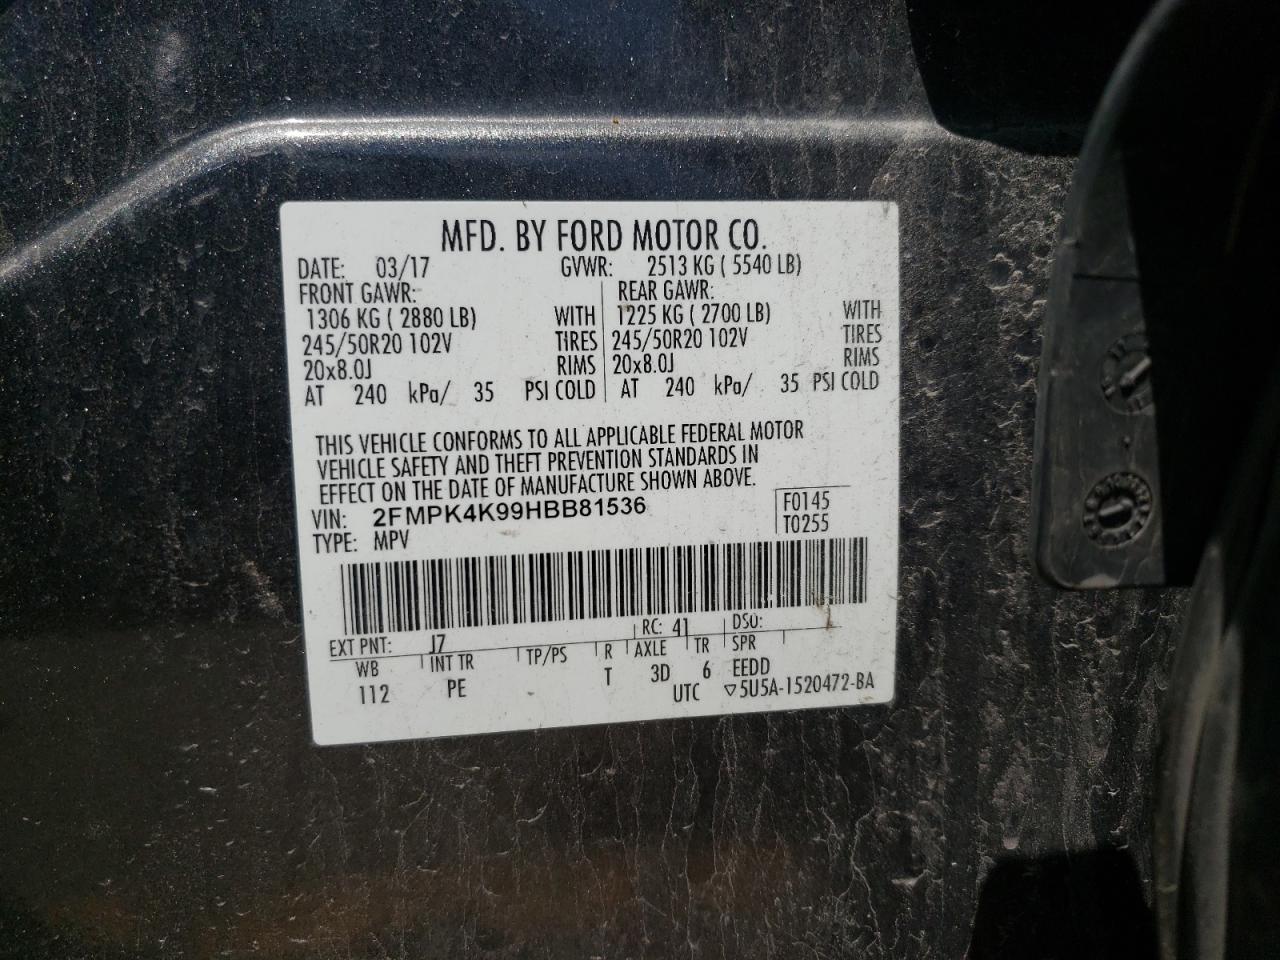 MFD. BY FORD MOTOR CO.
DATE: 03/17 GVWR: 2513 KG ( 5540 LB)
FRONT GAWR: REAR GAWR:
1306 KG ( 2880 LB) WITH 1225 KG ( 2700 LB) WITH
245/50R20 102V TIRES 245/50R20 102V TIRES
20x8.0J RIMS 20x8.0J RIMS
AT 240 kPa/ 35 PSI COLD AT 240 kPa/ 35 PSI COLD
THIS VEHICLE CONFORMS TO ALL APPLICABLE FEDERAL MOTOR
VEHICLE SAFETY AND THEFT PREVENTION STANDARDS IN
EFFECT ON THE DATE OF MANUFACTURE SHOWN ABOVE.
VIN: 2FMPK4K99HBB81536 F0145
TYPE: MPV T0255
EXT PNT: J7 RC: 41 DSO:
WB INT TR TP/PS R AXLE TR SPR
112 PE T 3D 6 EEDD
UTC ▽5U5A-1520472-BA